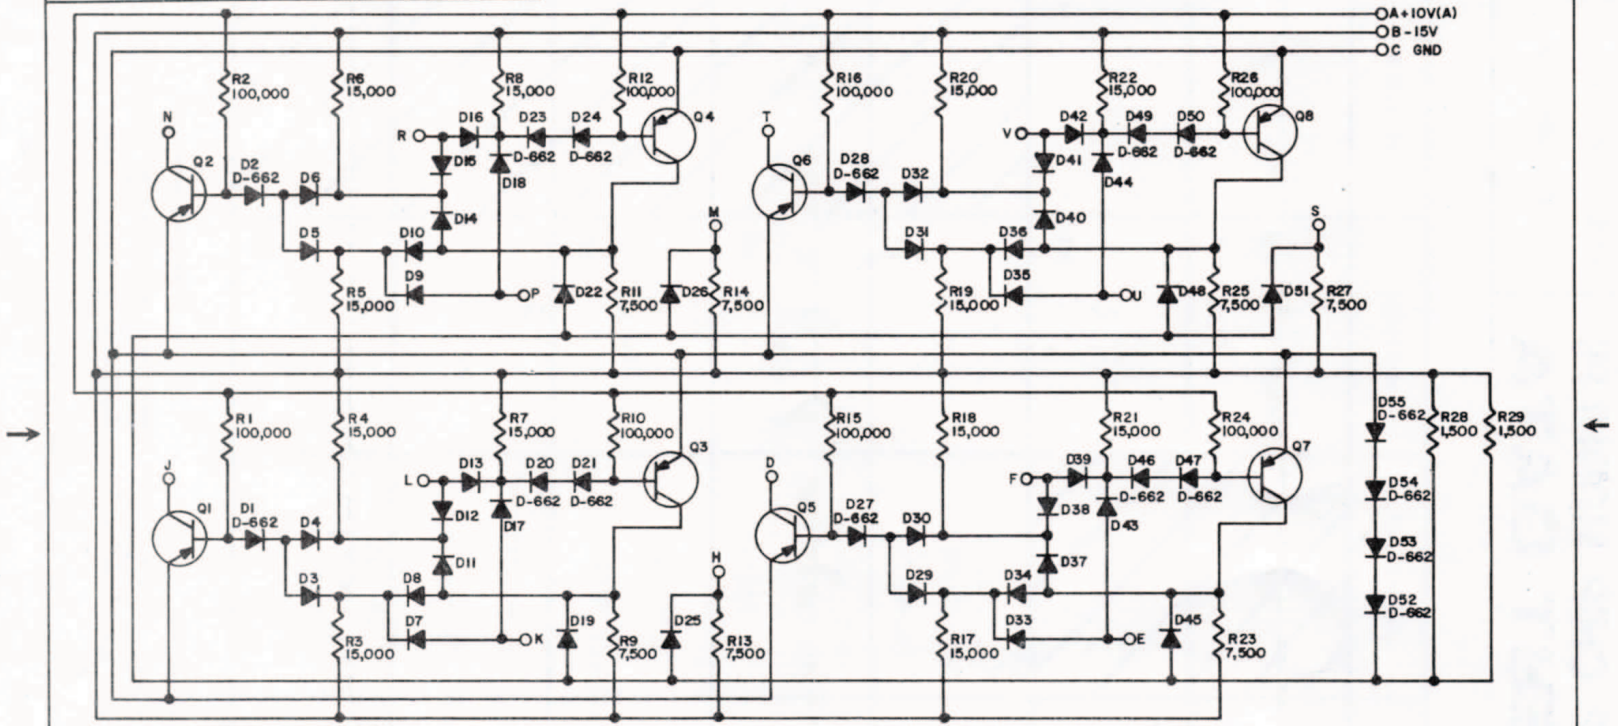 A+10V(A)
B-15V
C GND
R2
100,000
R6
15,000
R8
15,000
R12
100,000
R16
100,000
R20
15,000
R22
15,000
R26
100,000
N
Q2
D2
D-662
D6
R
D16
D23
D-662
D24
D-662
Q4
D15
D18
D14
D5
D10
D9
P
R5
15,000
D22
R11
7,500
M
D26
R14
7,500
T
Q6
D28
D-662
D32
V
D42
D49
D-662
D50
D-662
Q8
D41
D44
D40
D31
D36
D35
U
R19
15,000
D48
R25
7,500
S
D51
R27
7,500
R1
100,000
R4
15,000
R7
15,000
R10
100,000
R15
100,000
R18
15,000
R21
15,000
R24
100,000
D55
D-662
R28
1,500
R29
1,500
J
Q1
D1
D-662
D4
L
D13
D20
D-662
D21
D-662
Q3
D12
D17
D11
D3
D8
D7
K
R3
15,000
D19
R9
7,500
H
D25
R13
7,500
D
Q5
D27
D-662
D30
F
D39
D46
D-662
D47
D-662
Q7
D38
D43
D37
D29
D34
D33
E
R17
15,000
D45
R23
7,500
D54
D-662
D53
D-662
D52
D-662